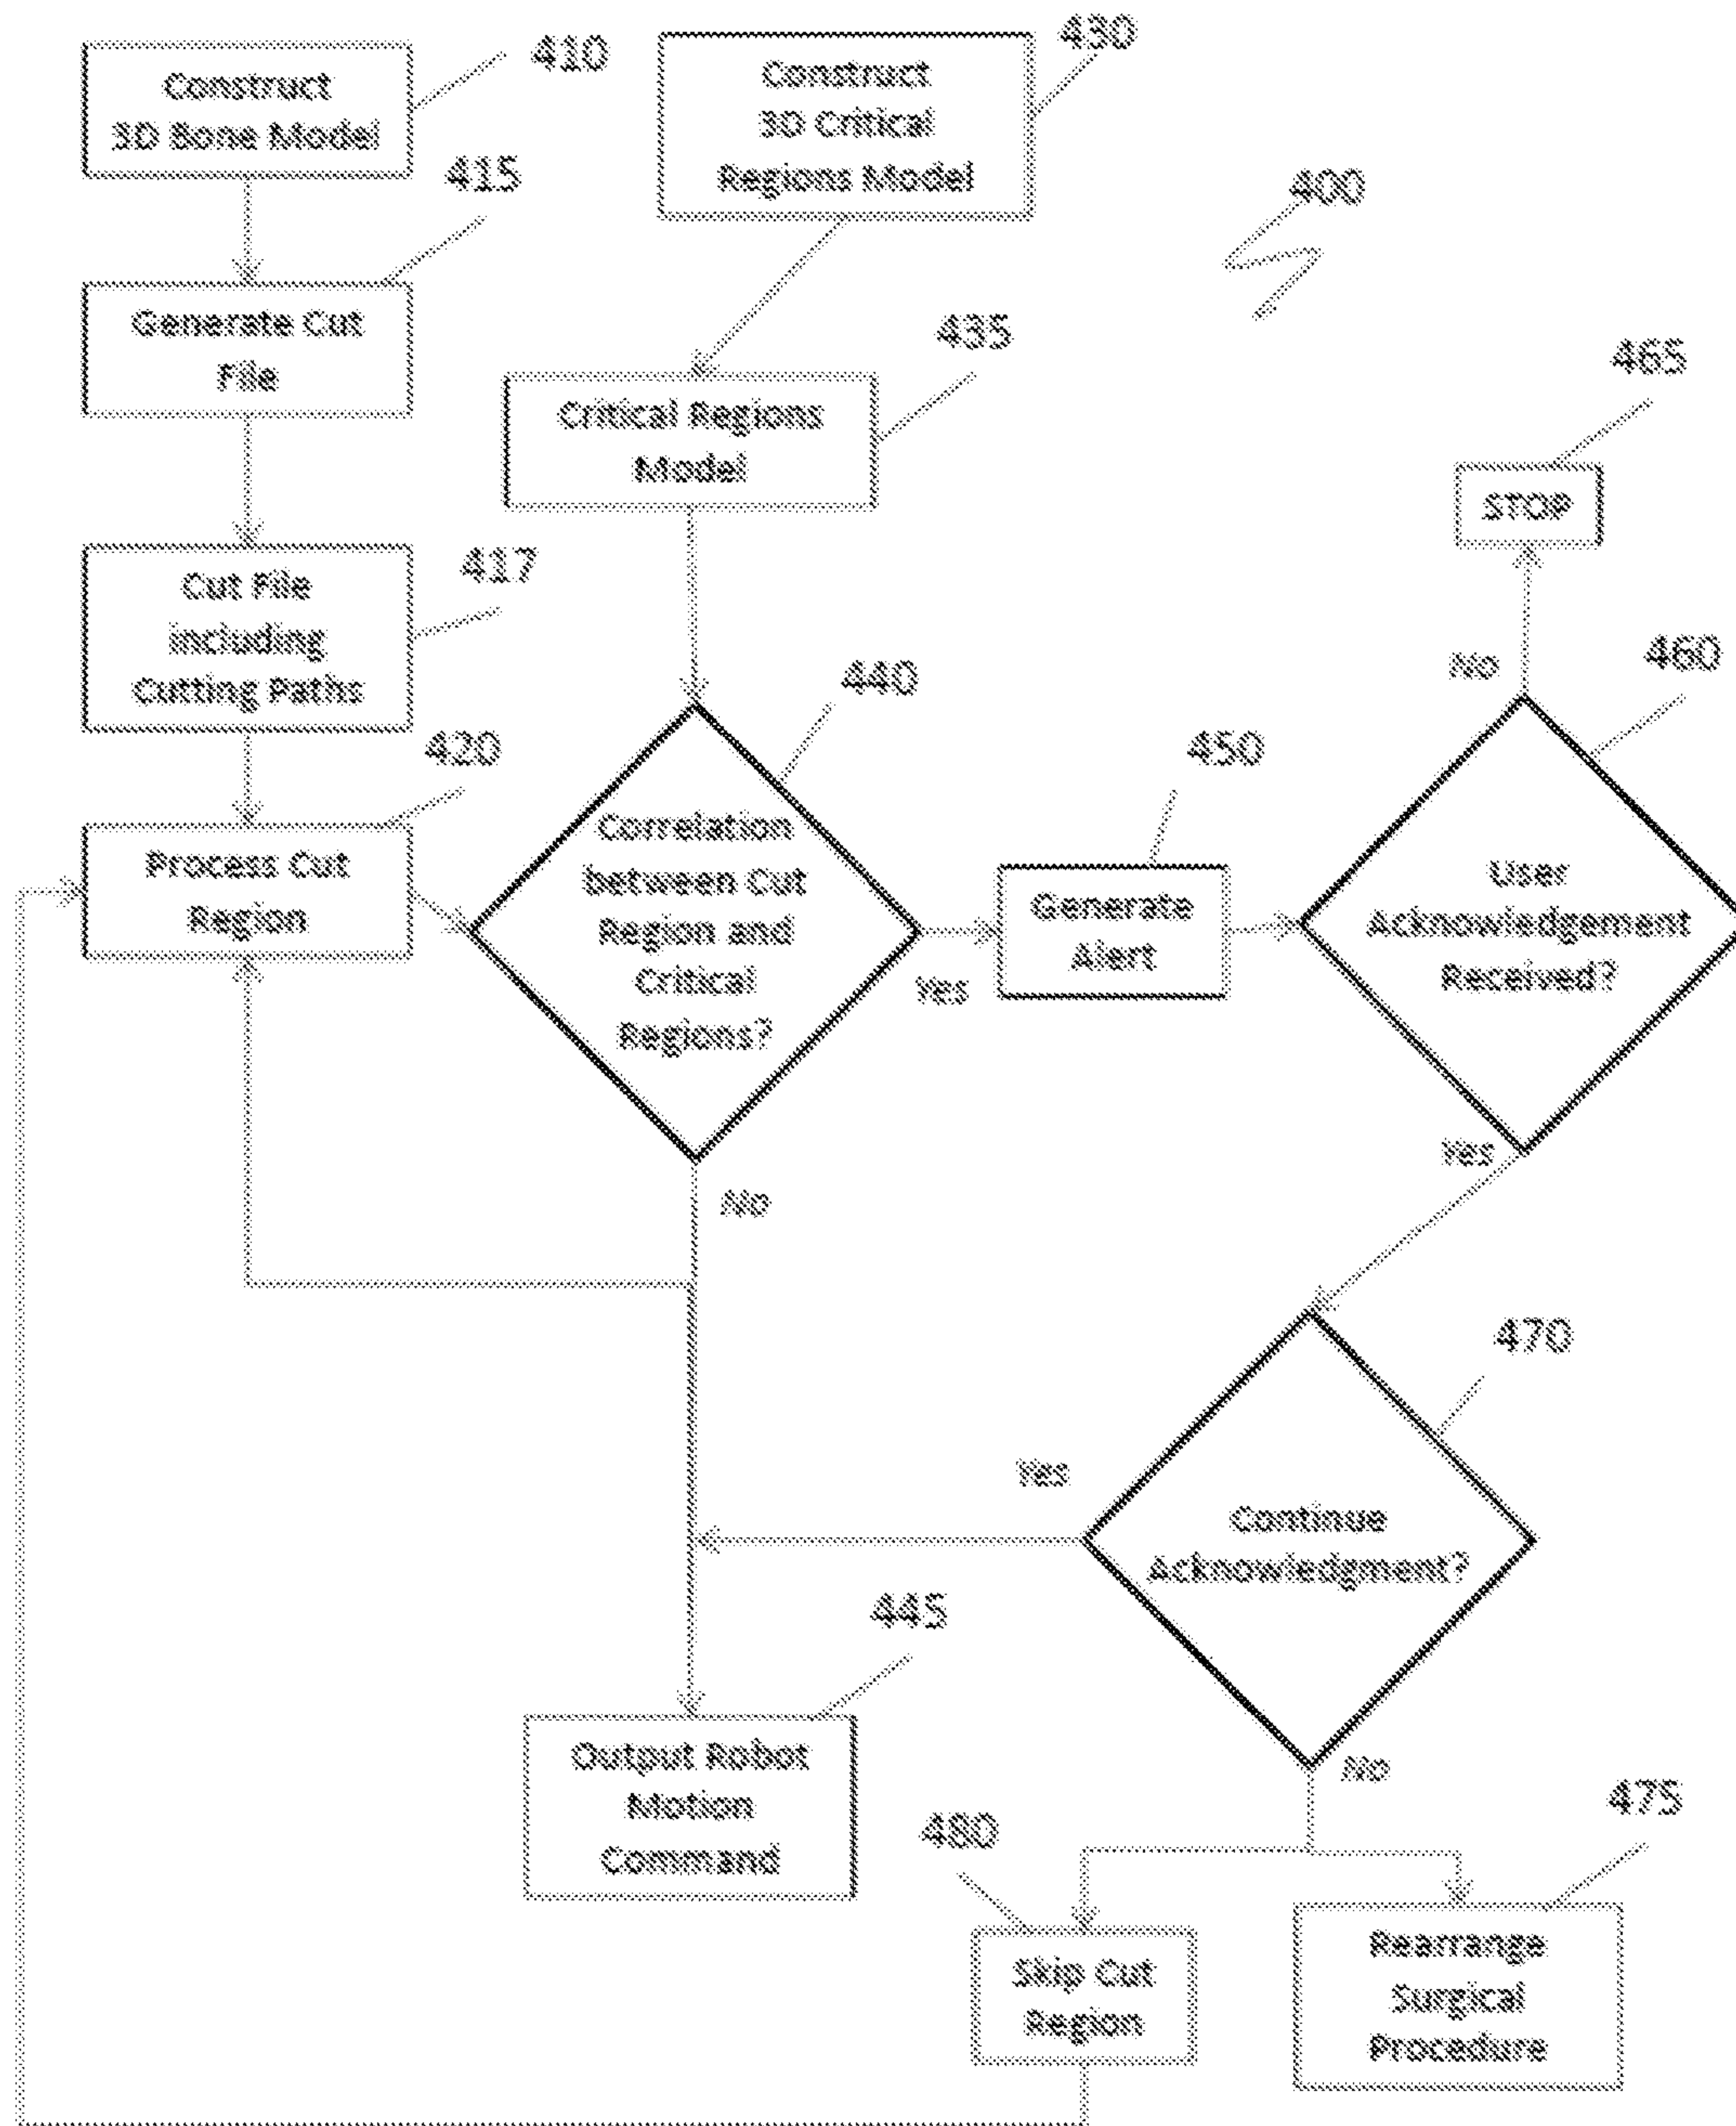 410
Construct
3D Bone Model
430
Construct
3D Critical
Regions Model
400
415
Generate Cut
File
435
Critical Regions
Model
465
STOP
417
Cut File
including
Cutting Paths
No
460
440
420
Process Cut
Region
Correlation
between Cut
Region and
Critical
Regions?
450
Yes
Generate
Alert
User
Acknowledgement
Received?
Yes
No
470
Yes
Continue
Acknowledgment?
445
Output Robot
Motion
Command
No
480
475
Skip Cut
Region
Rearrange
Surgical
Procedure